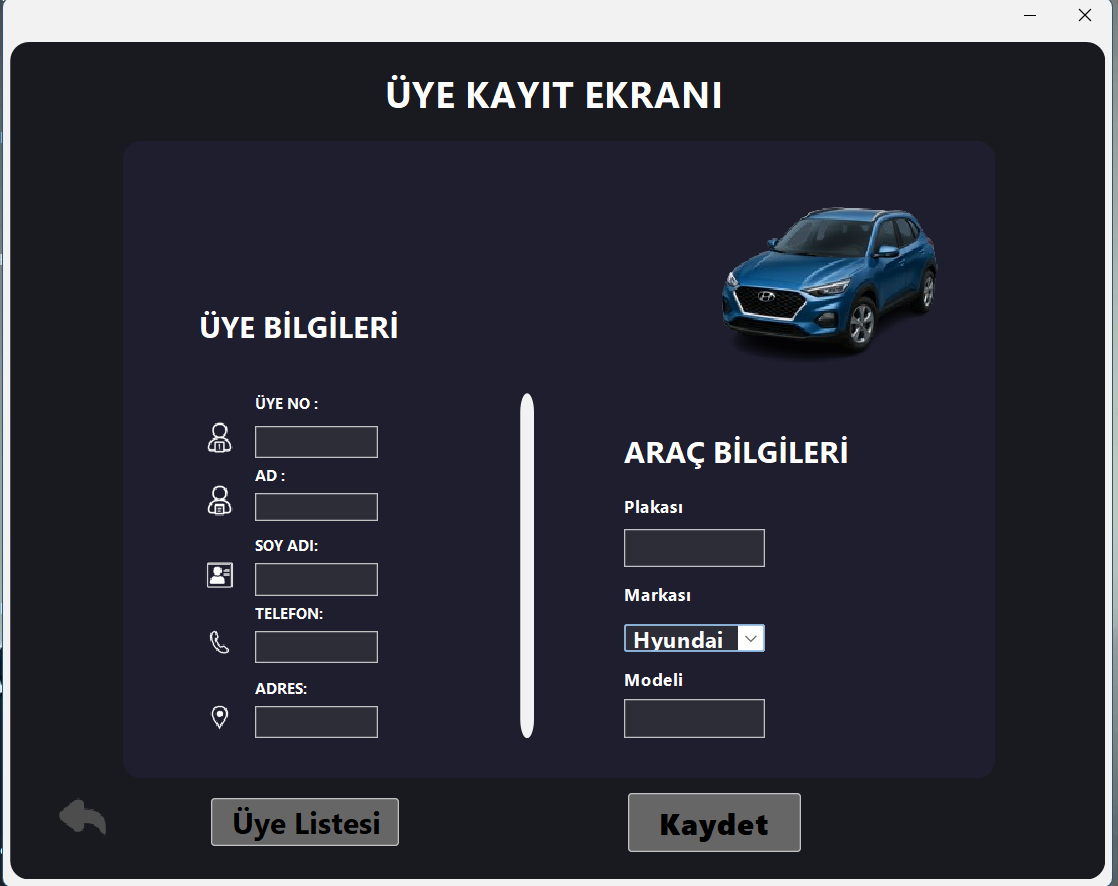 ÜYE KAYIT EKRANI
ÜYE BİLGİLERİ
ÜYE NO :
AD :
SOY ADI:
TELEFON:
ADRES:
ARAÇ BİLGİLERİ
Plakası
Markası
Hyundai
Modeli
Üye Listesi
Kaydet